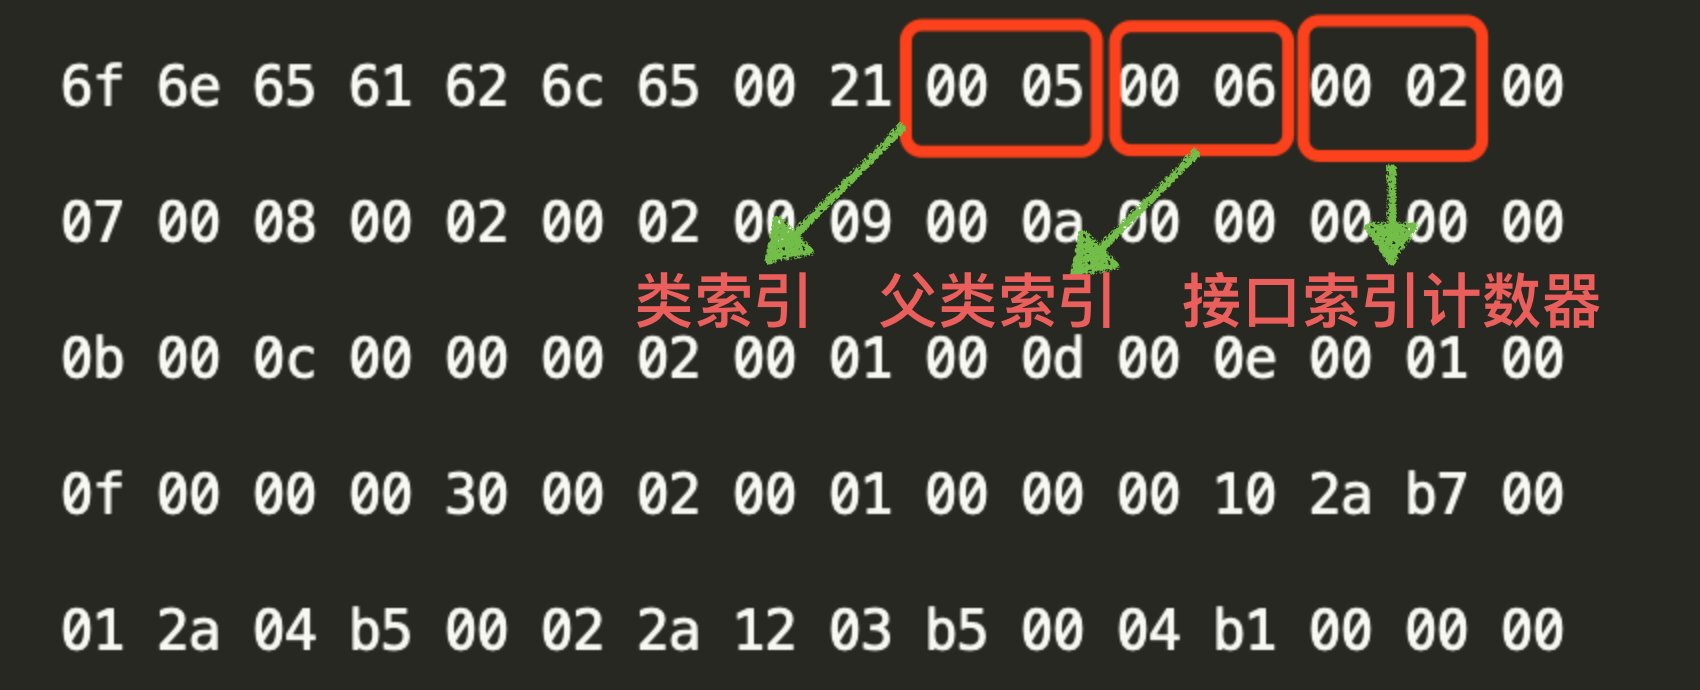 6f 6e 65 61 62 6c 65 00 21 00 05 00 06 00 02 00
07 00 08 00 02 00 02 00 09 00 0a 00 00 00 00 00
类索引 父类索引 接口索引计数器
0b 00 0c 00 00 00 02 00 01 00 0d 00 0e 00 01 00
0f 00 00 00 30 00 02 00 01 00 00 00 10 2a b7 00
01 2a 04 b5 00 02 2a 12 03 b5 00 04 b1 00 00 00